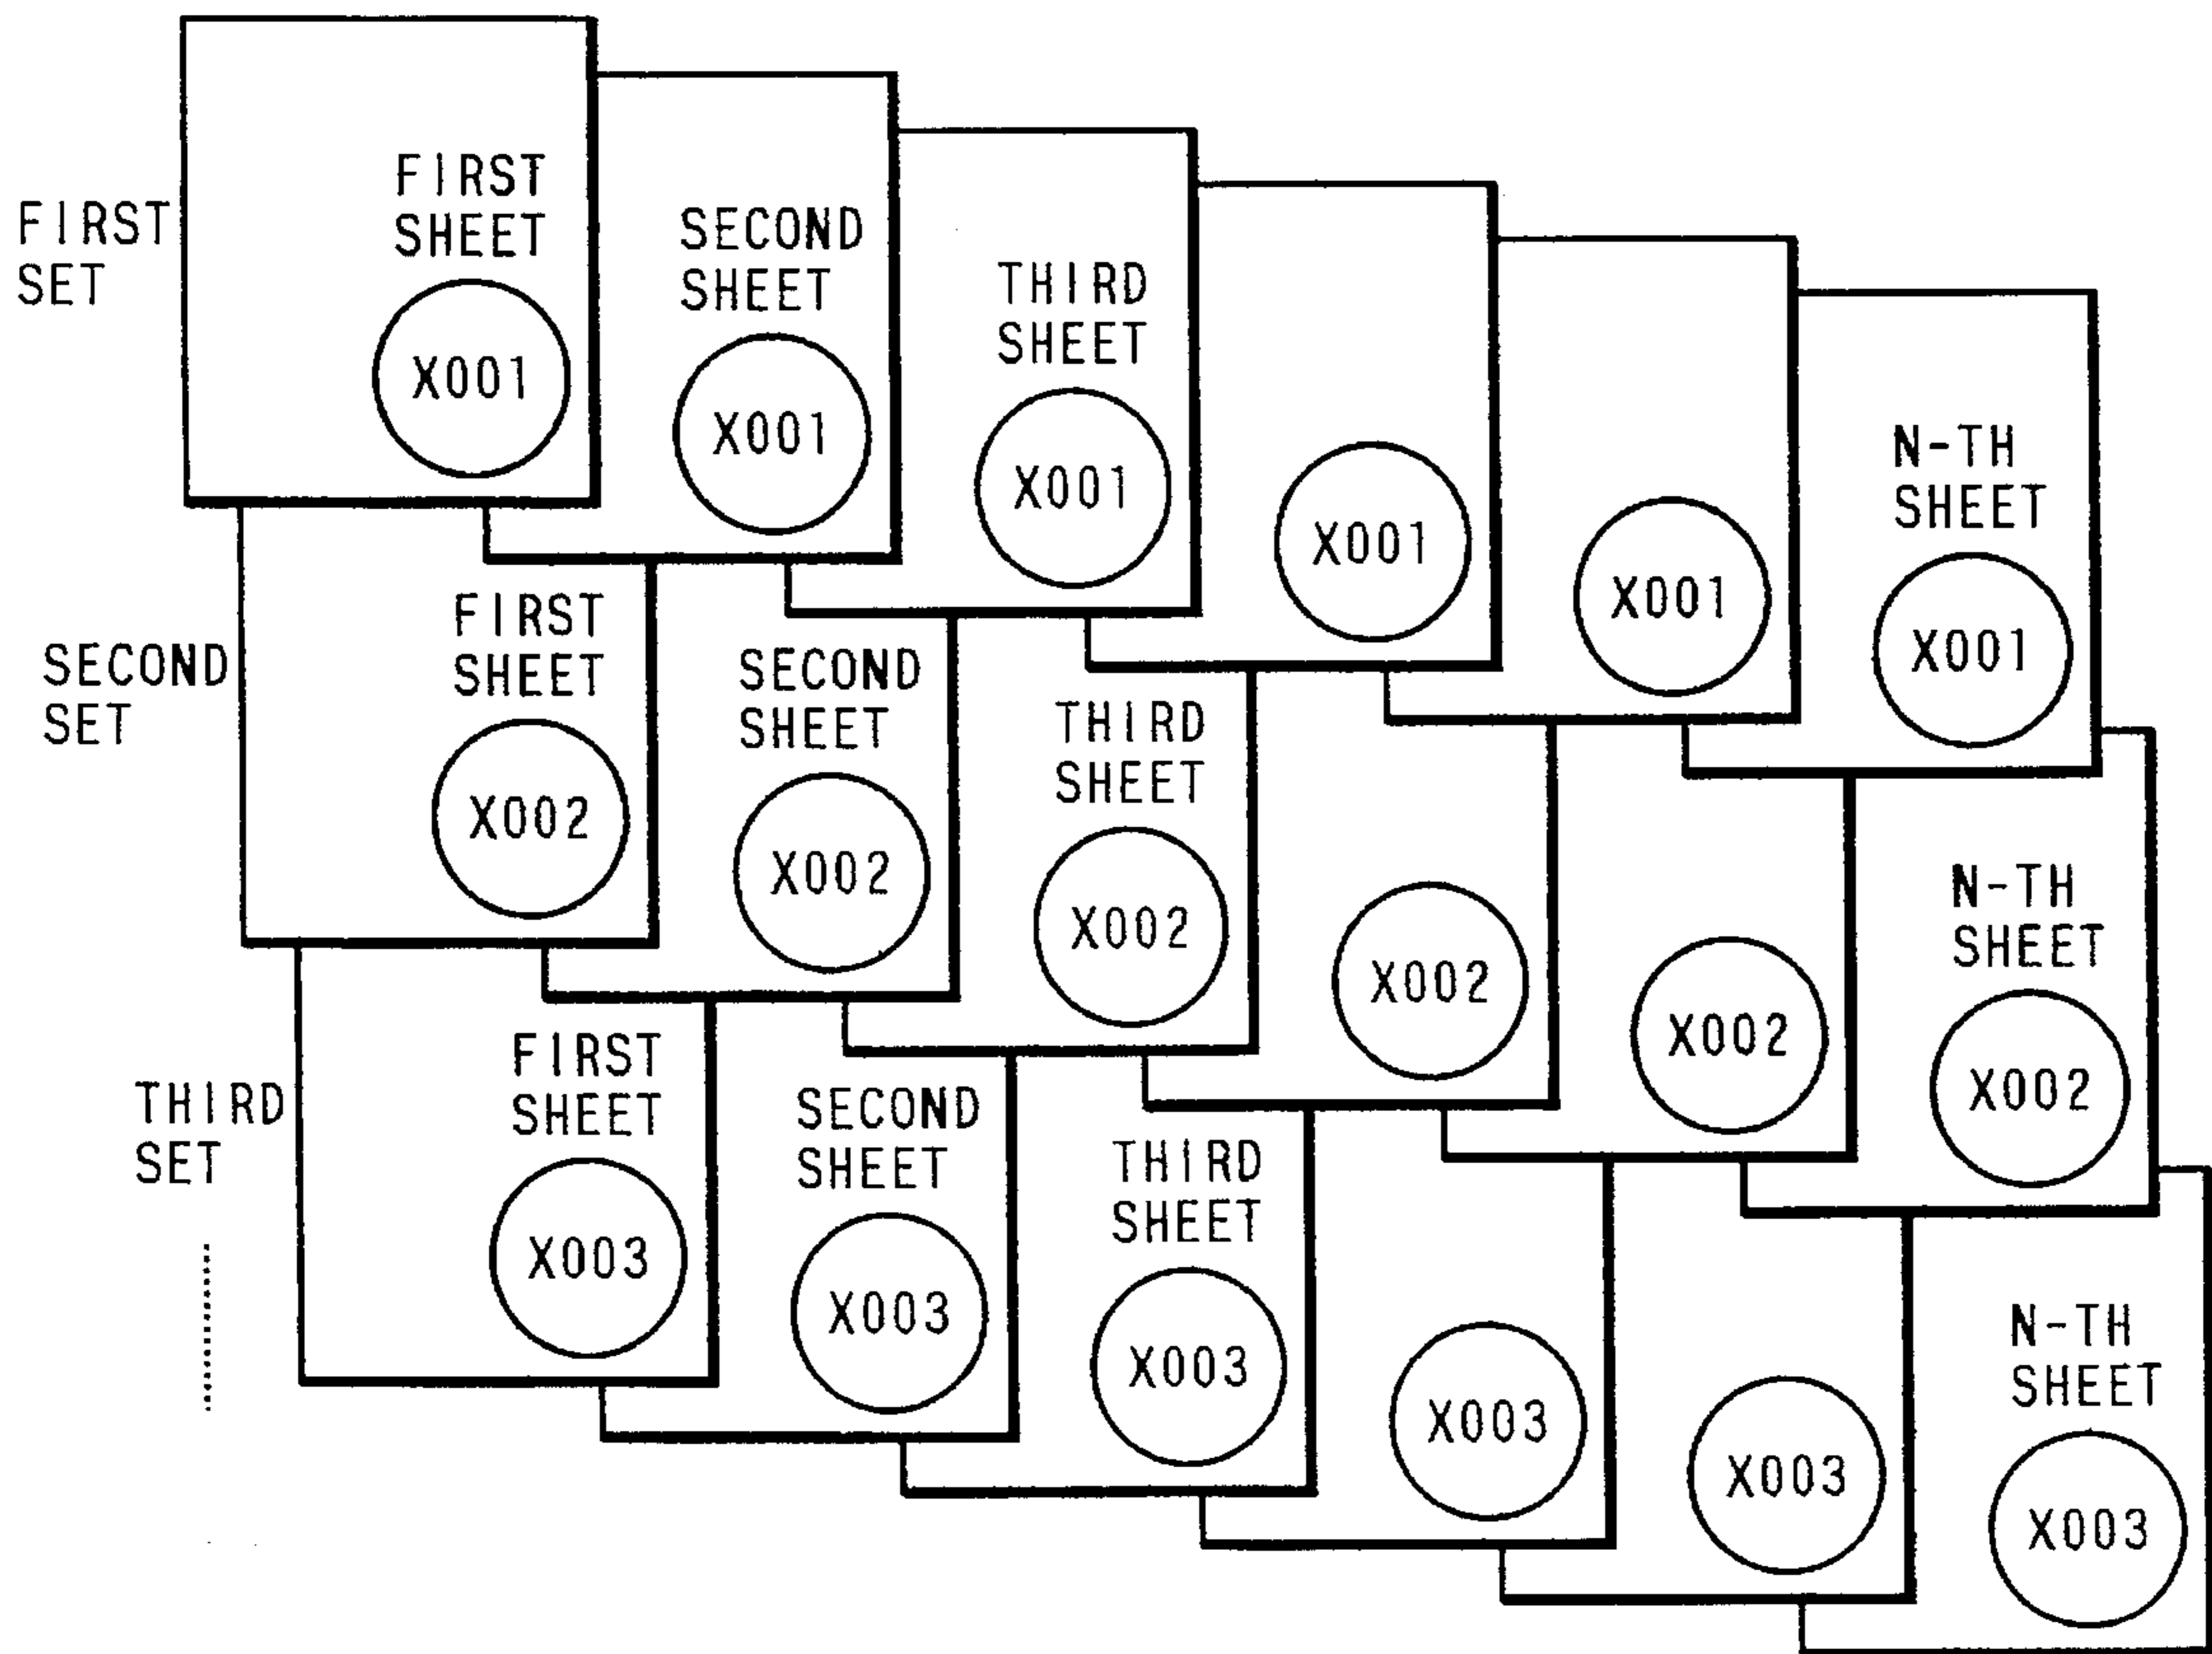 FIRST
SET
FIRST
SHEET
X001
SECOND
SHEET
X001
THIRD
SHEET
X001
X001
X001
N-TH
SHEET
X001
SECOND
SET
FIRST
SHEET
X002
SECOND
SHEET
X002
THIRD
SHEET
X002
X002
X002
N-TH
SHEET
X002
THIRD
SET
FIRST
SHEET
X003
SECOND
SHEET
X003
THIRD
SHEET
X003
X003
X003
N-TH
SHEET
X003